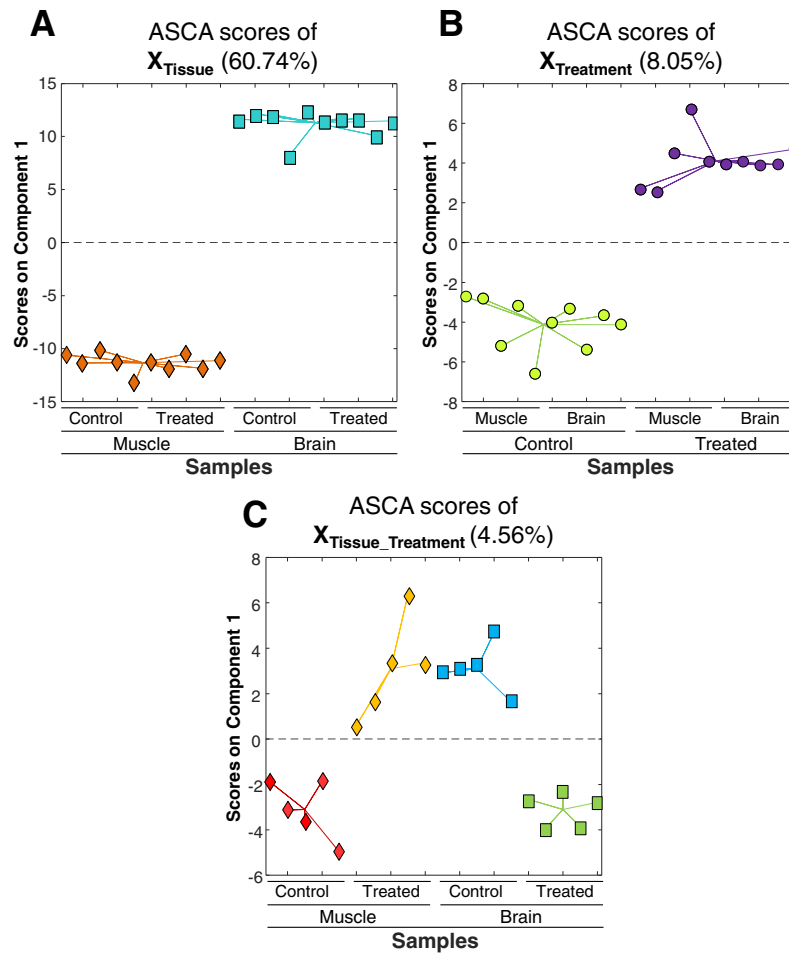 A
ASCA scores of
X Tissue (60.74%)
Scores on Component 1
15
10
5
0
-5
-10
-15
Control Treated Control Treated
Muscle Brain
Samples
B
ASCA scores of
X Treatment (8.05%)
Scores on Component 1
8
6
4
2
0
-2
-4
-6
-8
Muscle Brain Muscle Brain
Control Treated
Samples
C
ASCA scores of
X Tissue_Treatment (4.56%)
Scores on Component 1
8
6
4
2
0
-2
-4
-6
Control Treated Control Treated
Muscle Brain
Samples